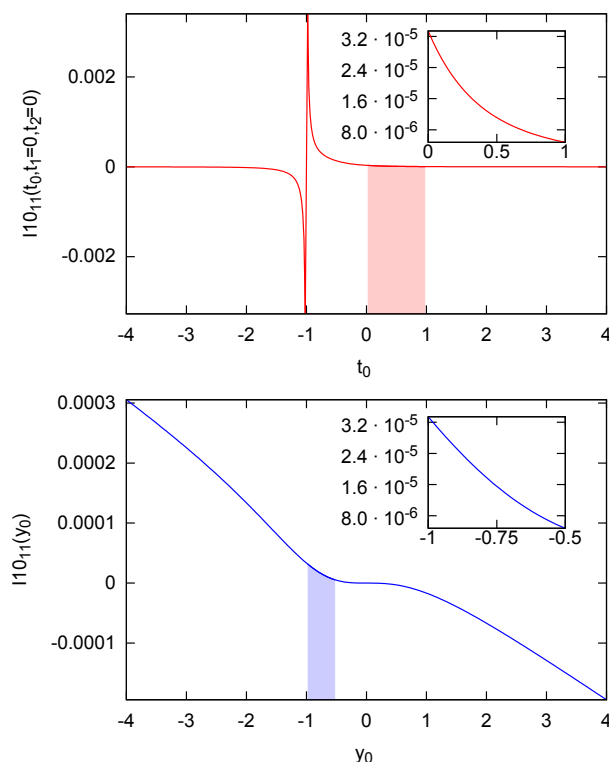 I10₁₁(t₀,t₁=0,t₂=0)
0.002
0
-0.002
3.2 · 10⁻⁵
2.4 · 10⁻⁵
1.6 · 10⁻⁵
8.0 · 10⁻⁶
0 0.5 1
-4 -3 -2 -1 0 1 2 3 4
t₀
I10₁₁(y₀)
0.0003
0.0002
0.0001
0
-0.0001
3.2 · 10⁻⁵
2.4 · 10⁻⁵
1.6 · 10⁻⁵
8.0 · 10⁻⁶
-1 -0.75 -0.5
-4 -3 -2 -1 0 1 2 3 4
y₀